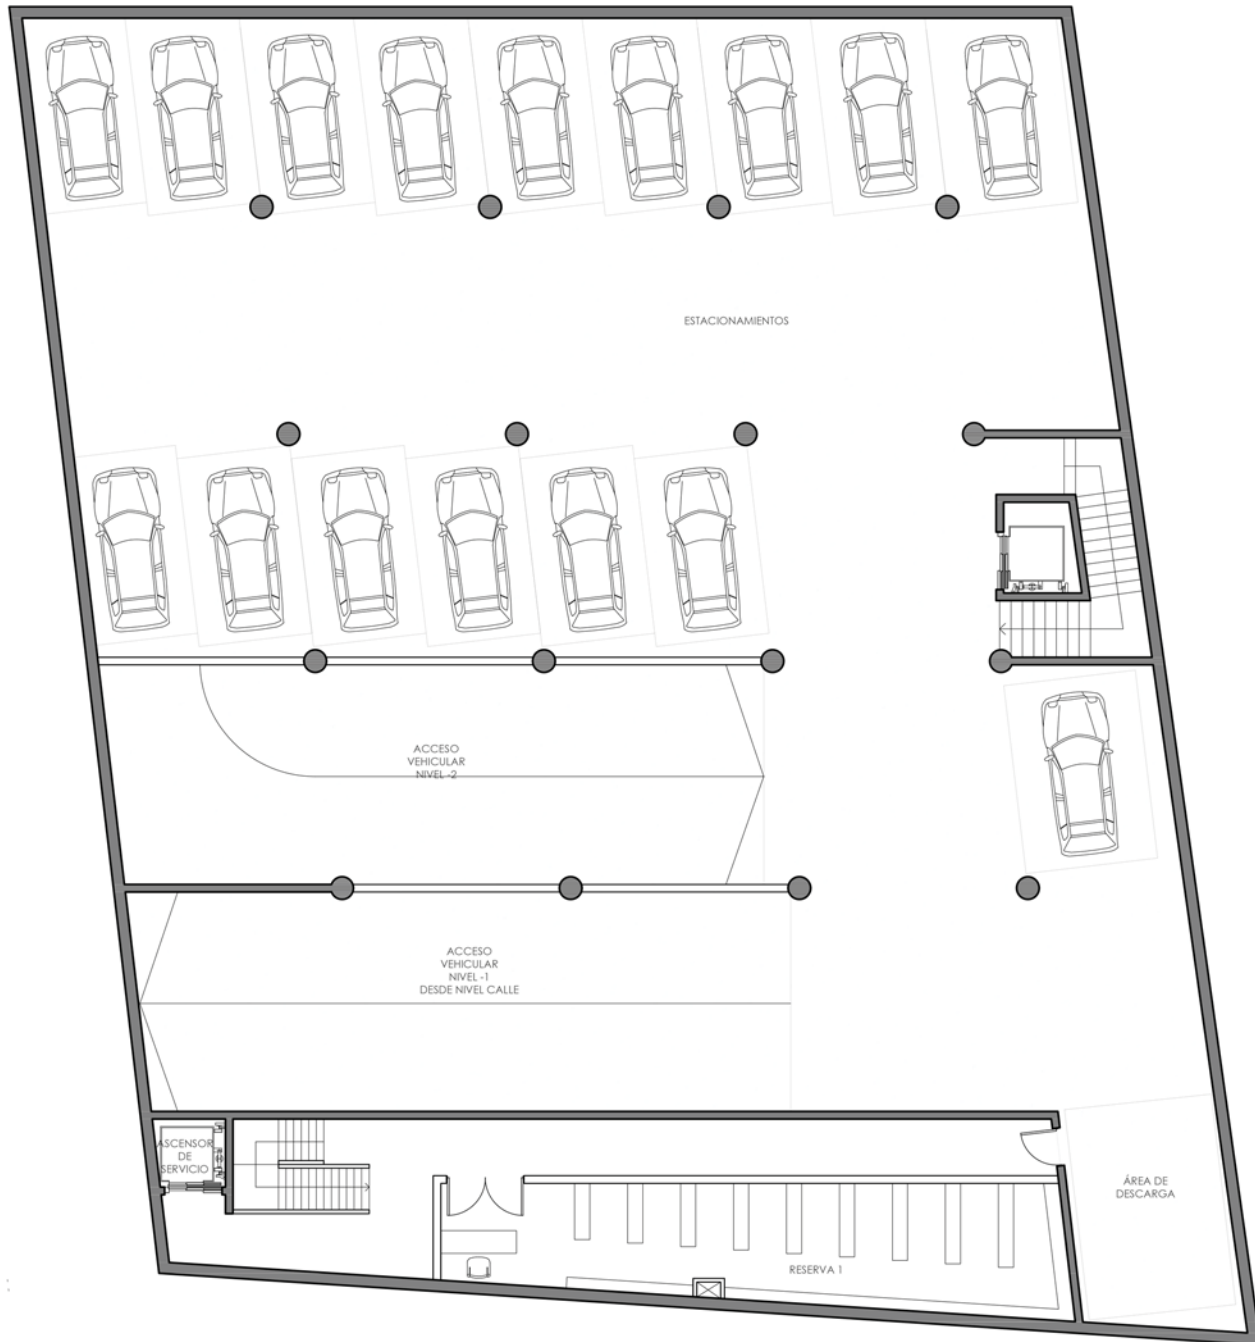 ESTACIONAMIENTOS
ACCESO
VEHICULAR
NIVEL -2
ACCESO
VEHICULAR
NIVEL -1
DESDE NIVEL CALLE
ASCENSOR
DE
SERVICIO
ÁREA DE
DESCARGA
RESERVA 1